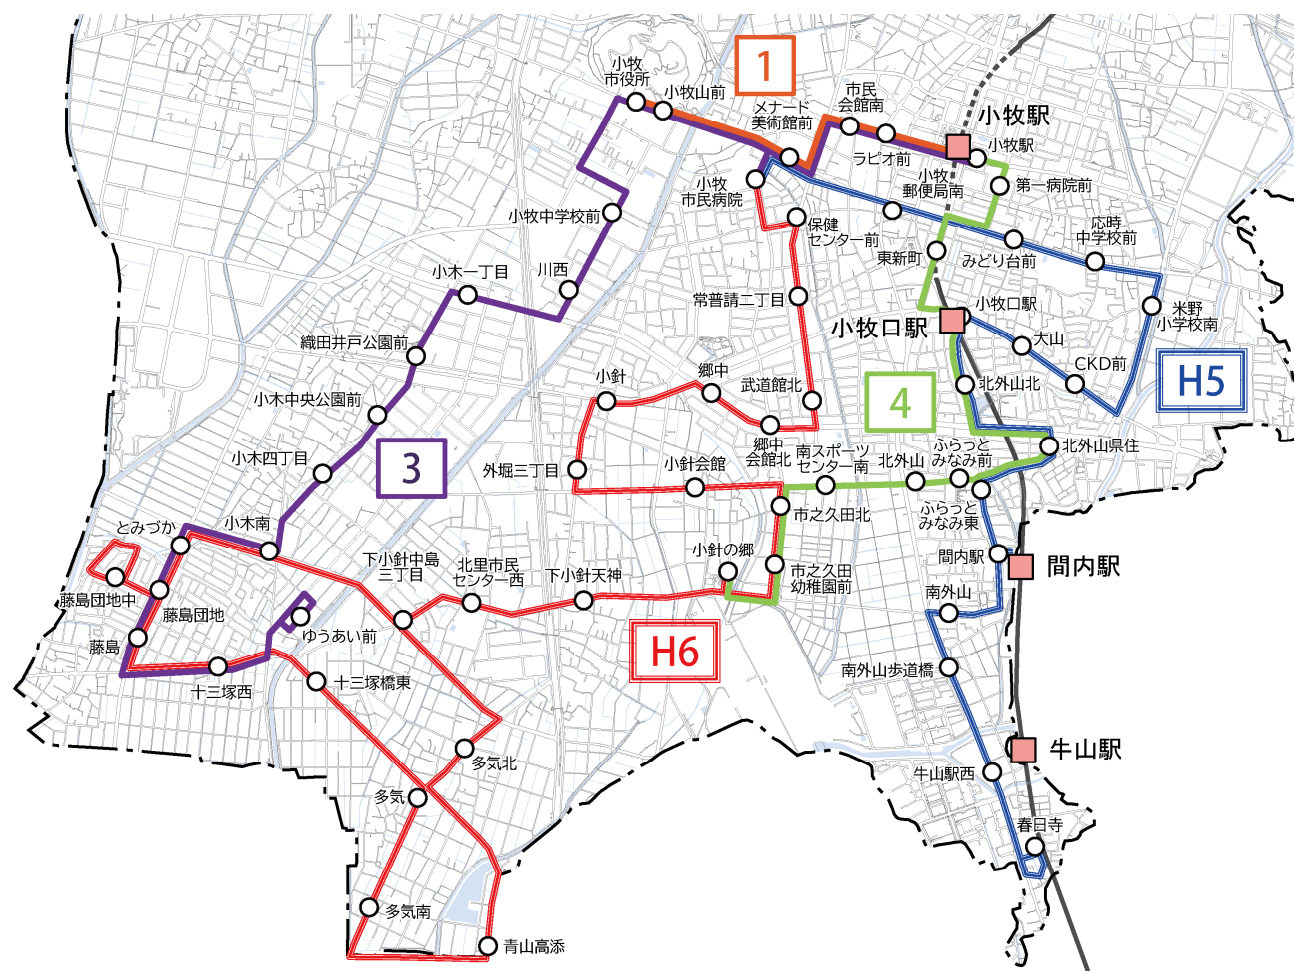 1
小牧
市役所
小牧山前
メナード
美術館前
市民
会館南
ラピオ前
小牧駅
小牧駅
小牧
市民病院
小牧
郵便局南
第一病院前
小牧中学校前
保健
センター前
東新町
みどり台前
応時
中学校前
小木一丁目
川西
常普請二丁目
小牧口駅
小牧口駅
米野
小学校南
織田井戸公園前
大山
CKD前
H5
小針
郷中
武道館北
北外山北
4
小木中央公園前
郷中
会館北
南スポーツ
センター南
北外山
ふらっと
みなみ前
北外山県住
小木四丁目
3
外堀三丁目
小針会館
市之久田北
ふらっと
みなみ東
とみづか
小木南
下小針中島
三丁目
北里市民
センター西
下小針天神
小針の郷
市之久田
幼稚園前
間内駅
間内駅
藤島団地中
藤島団地
ゆうあい前
南外山
藤島
H6
南外山歩道橋
十三塚西
十三塚橋東
多気北
牛山駅
牛山駅西
多気
春日寺
多気南
青山高添